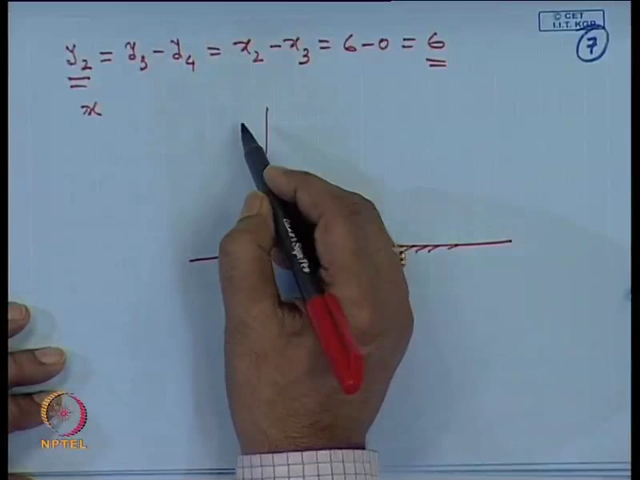 © CET
I.I.T. KGP
7
y₂ = y₃ − y₄ = x₂ − x₃ = 6 − 0 = 6
x
NPTEL